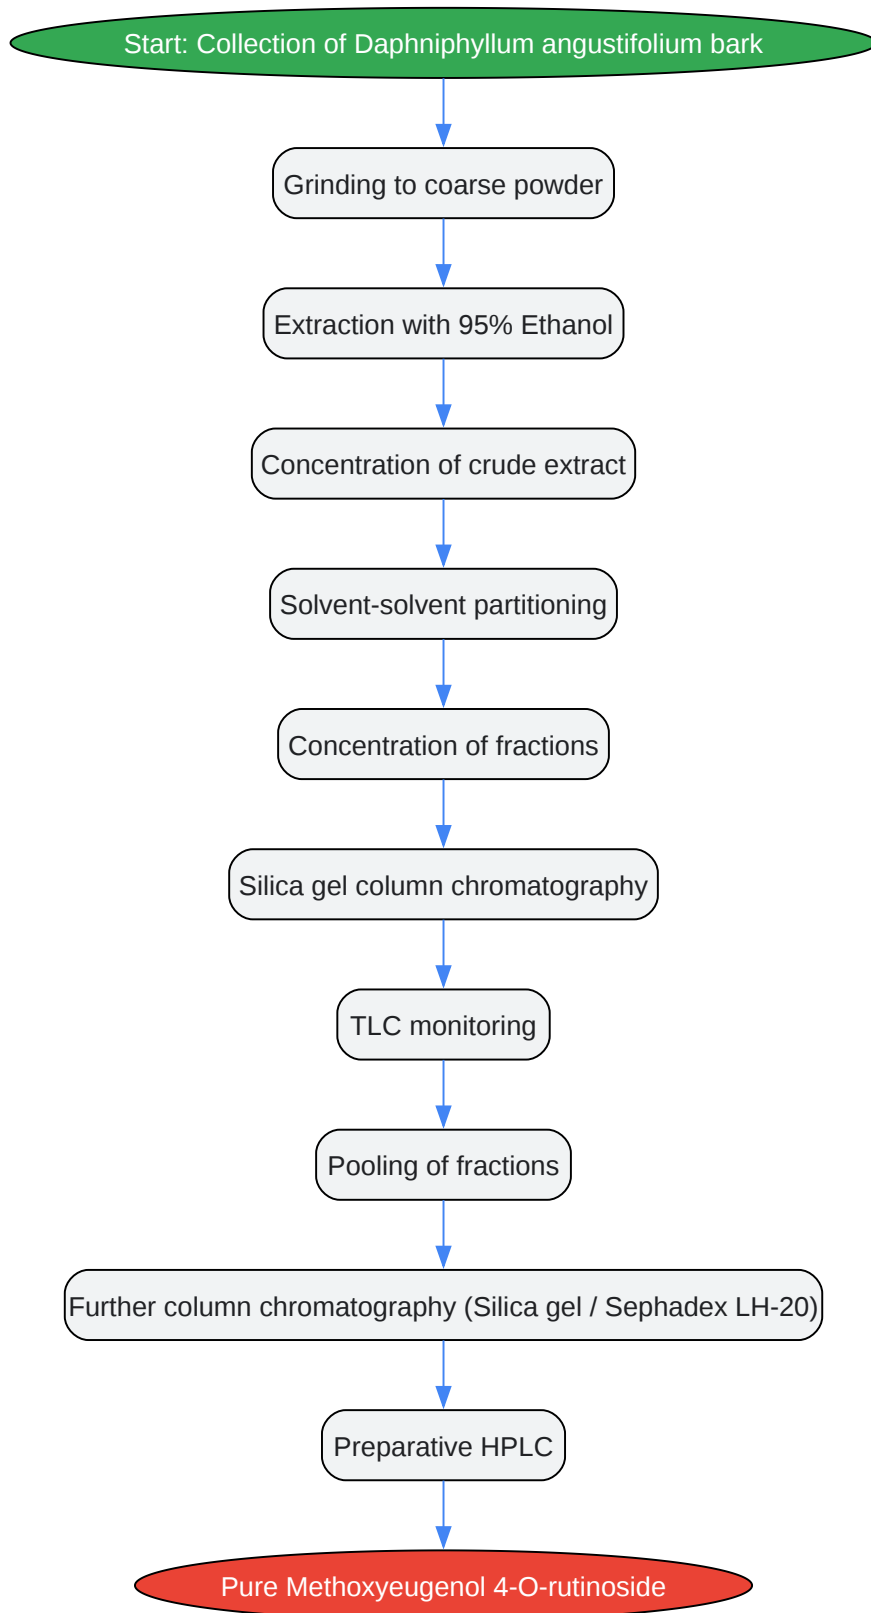 Start: Collection of Daphniphyllum angustifolium bark
Grinding to coarse powder
Extraction with 95% Ethanol
Concentration of crude extract
Solvent-solvent partitioning
Concentration of fractions
Silica gel column chromatography
TLC monitoring
Pooling of fractions
Further column chromatography (Silica gel / Sephadex LH-20)
Preparative HPLC
Pure Methoxyeugenol 4-O-rutinoside